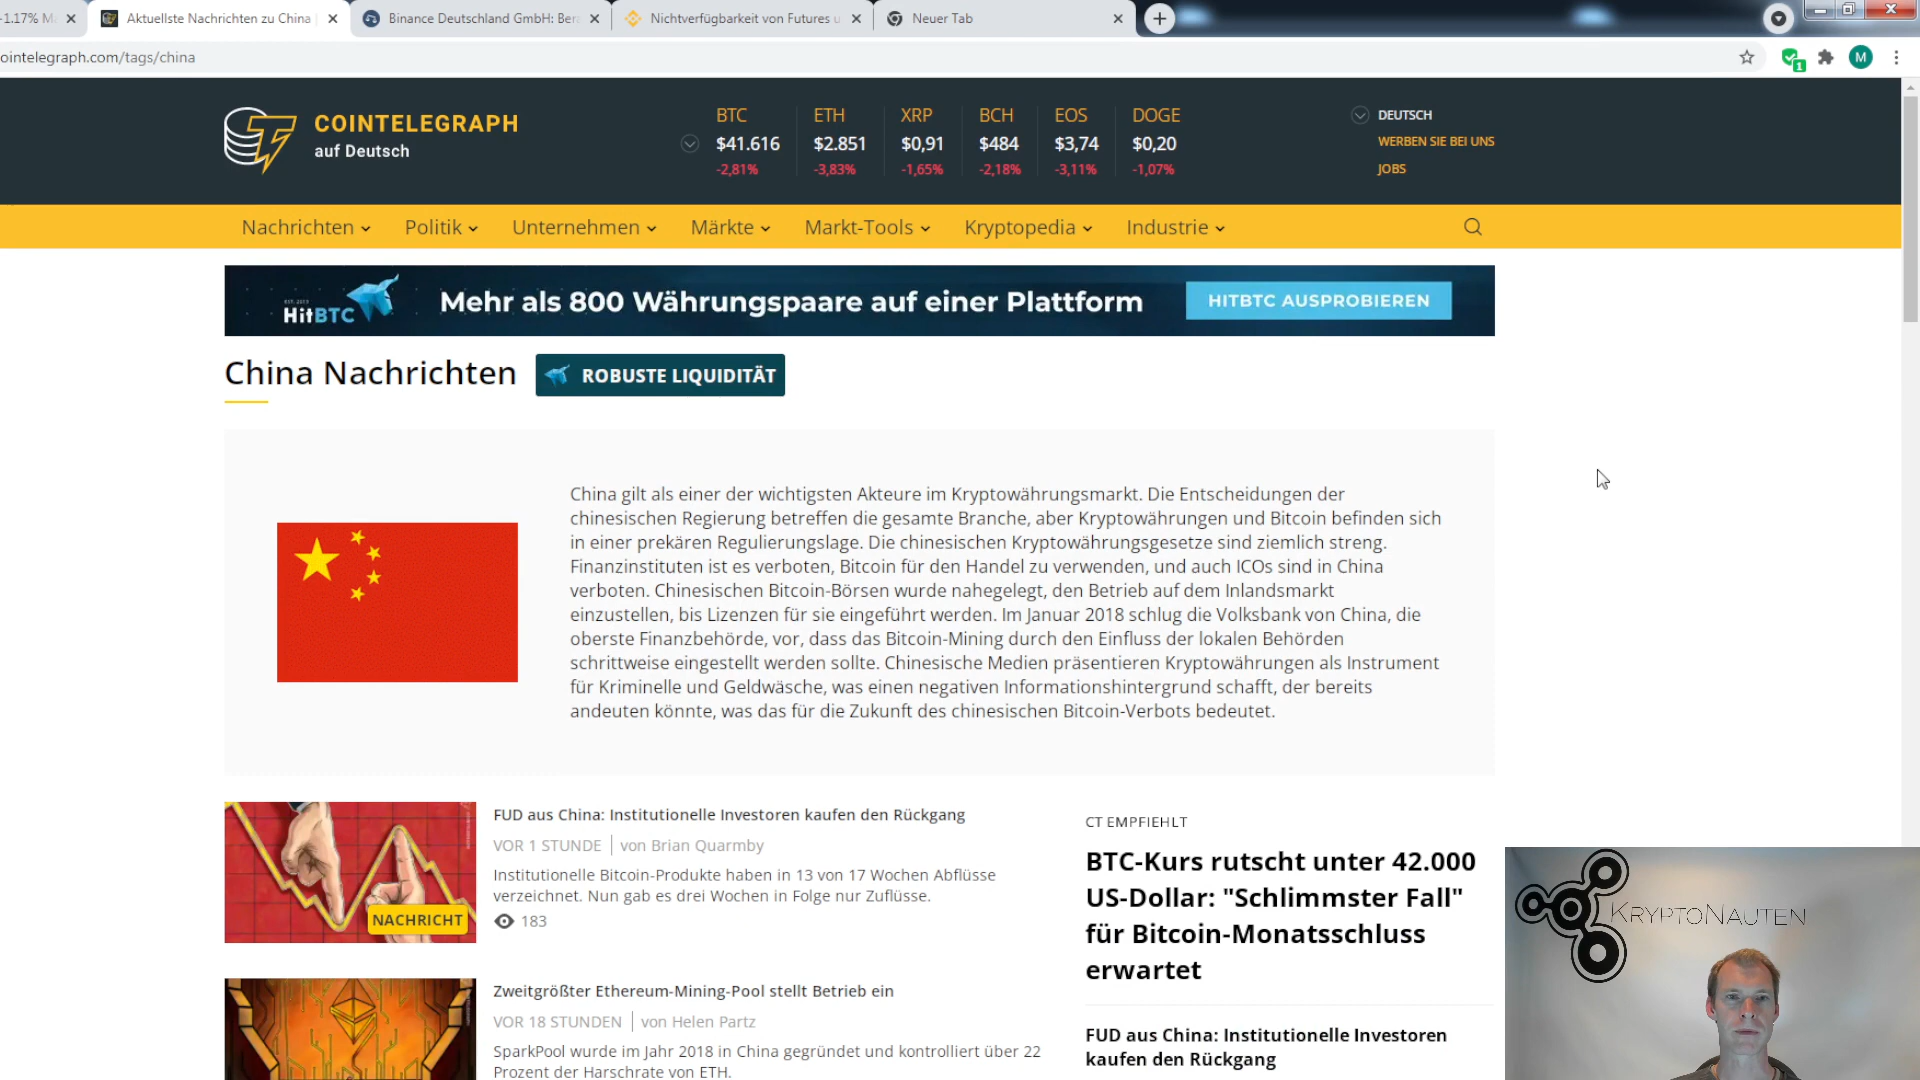 -1.17% M
Aktuellste Nachrichten zu China
Binance Deutschland GmbH: Ber
Nichtverfügbarkeit von Futures u
Neuer Tab
ointelegraph.com/tags/china
1
M
COINTELEGRAPH
auf Deutsch
BTC ETH XRP BCH EOS DOGE
$41.616 $2.851 $0,91 $484 $3,74 $0,20
-2,81% -3,83% -1,65% -2,18% -3,11% -1,07%
DEUTSCH
WERBEN SIE BEI UNS
JOBS
Nachrichten Politik Unternehmen Märkte Markt-Tools Kryptopedia Industrie
HitBTC
Mehr als 800 Währungspaare auf einer Plattform
HITBTC AUSPROBIEREN
China Nachrichten
ROBUSTE LIQUIDITÄT
China gilt als einer der wichtigsten Akteure im Kryptowährungsmarkt. Die Entscheidungen der
chinesischen Regierung betreffen die gesamte Branche, aber Kryptowährungen und Bitcoin befinden sich
in einer prekären Regulierungslage. Die chinesischen Kryptowährungsgesetze sind ziemlich streng.
Finanzinstituten ist es verboten, Bitcoin für den Handel zu verwenden, und auch ICOs sind in China
verboten. Chinesischen Bitcoin-Börsen wurde nahegelegt, den Betrieb auf dem Inlandsmarkt
einzustellen, bis Lizenzen für sie eingeführt werden. Im Januar 2018 schlug die Volksbank von China, die
oberste Finanzbehörde, vor, dass das Bitcoin-Mining durch den Einfluss der lokalen Behörden
schrittweise eingestellt werden sollte. Chinesische Medien präsentieren Kryptowährungen als Instrument
für Kriminelle und Geldwäsche, was einen negativen Informationshintergrund schafft, der bereits
andeuten könnte, was das für die Zukunft des chinesischen Bitcoin-Verbots bedeutet.
NACHRICHT
FUD aus China: Institutionelle Investoren kaufen den Rückgang
VOR 1 STUNDE von Brian Quarmby
Institutionelle Bitcoin-Produkte haben in 13 von 17 Wochen Abflüsse
verzeichnet. Nun gab es drei Wochen in Folge nur Zuflüsse.
183
Zweitgrößter Ethereum-Mining-Pool stellt Betrieb ein
VOR 18 STUNDEN von Helen Partz
SparkPool wurde im Jahr 2018 in China gegründet und kontrolliert über 22
Prozent der Harschrate von ETH.
CT EMPFIEHLT
BTC-Kurs rutscht unter 42.000
US-Dollar: "Schlimmster Fall"
für Bitcoin-Monatsschluss
erwartet
FUD aus China: Institutionelle Investoren
kaufen den Rückgang
KRYPTONAUTEN